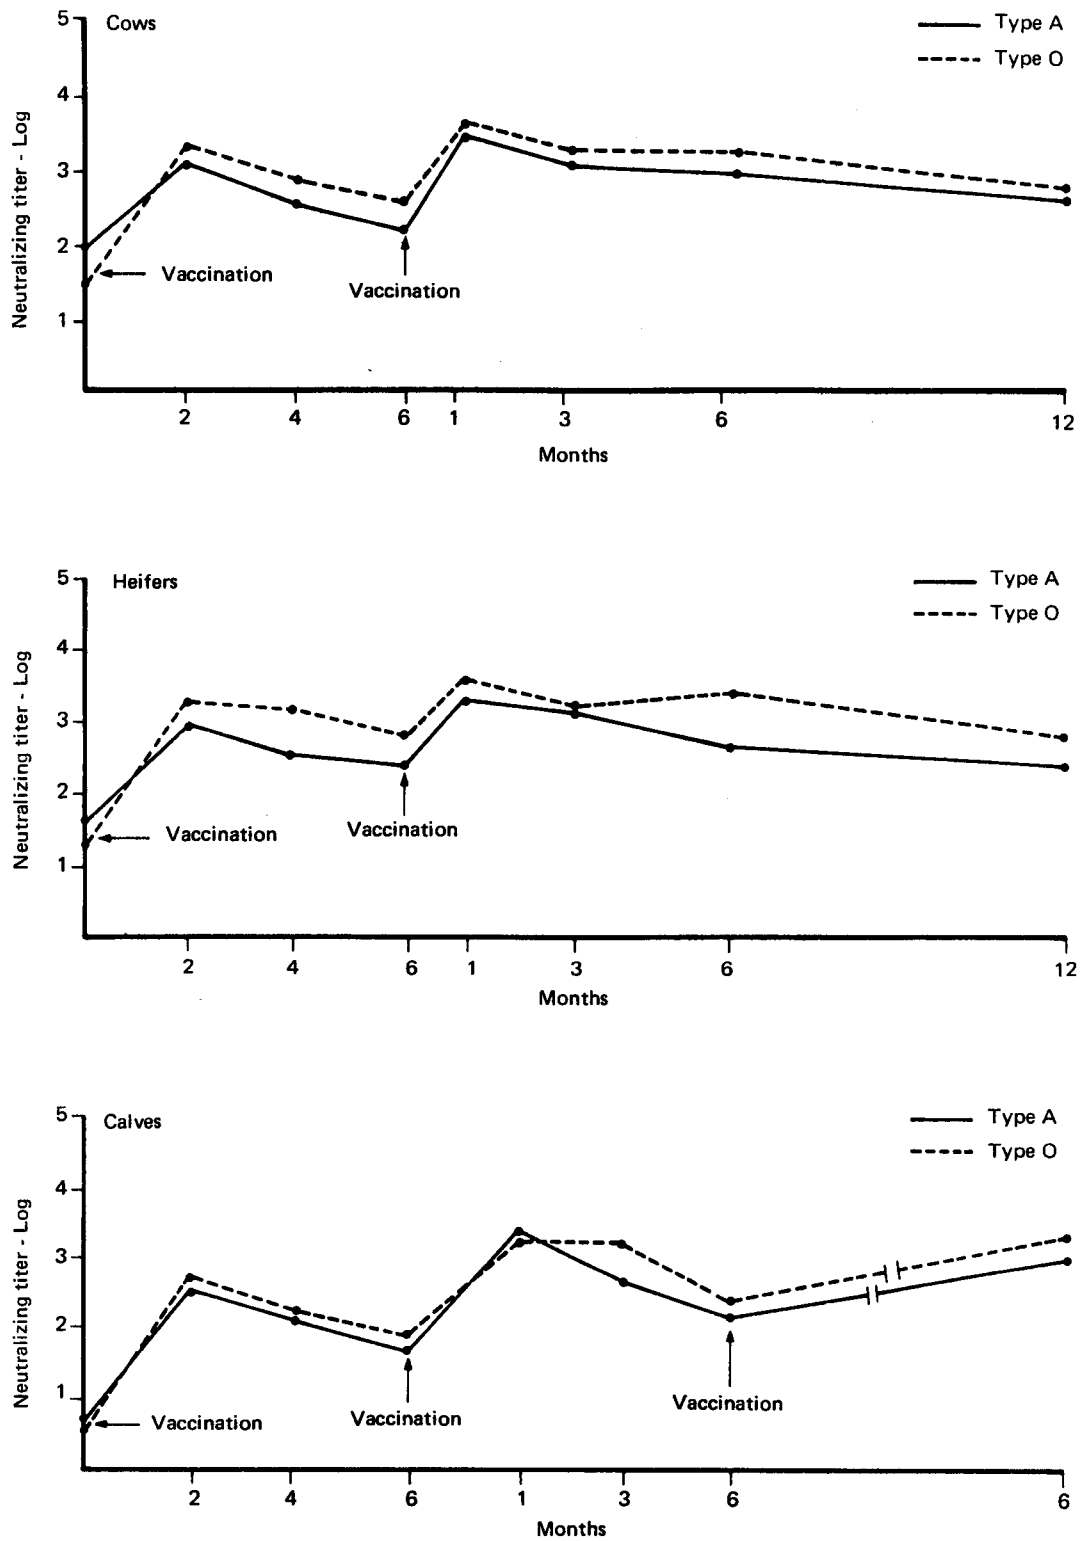 5
Cows
Type A
Type O
4
3
2
1
Neutralizing titer - Log
Vaccination
Vaccination
2
4
6
1
3
6
12
Months
5
Heifers
Type A
Type O
4
3
2
1
Neutralizing titer - Log
Vaccination
Vaccination
2
4
6
1
3
6
12
Months
5
Calves
Type A
Type O
4
3
2
1
Neutralizing titer - Log
Vaccination
Vaccination
Vaccination
2
4
6
1
3
6
6
Months